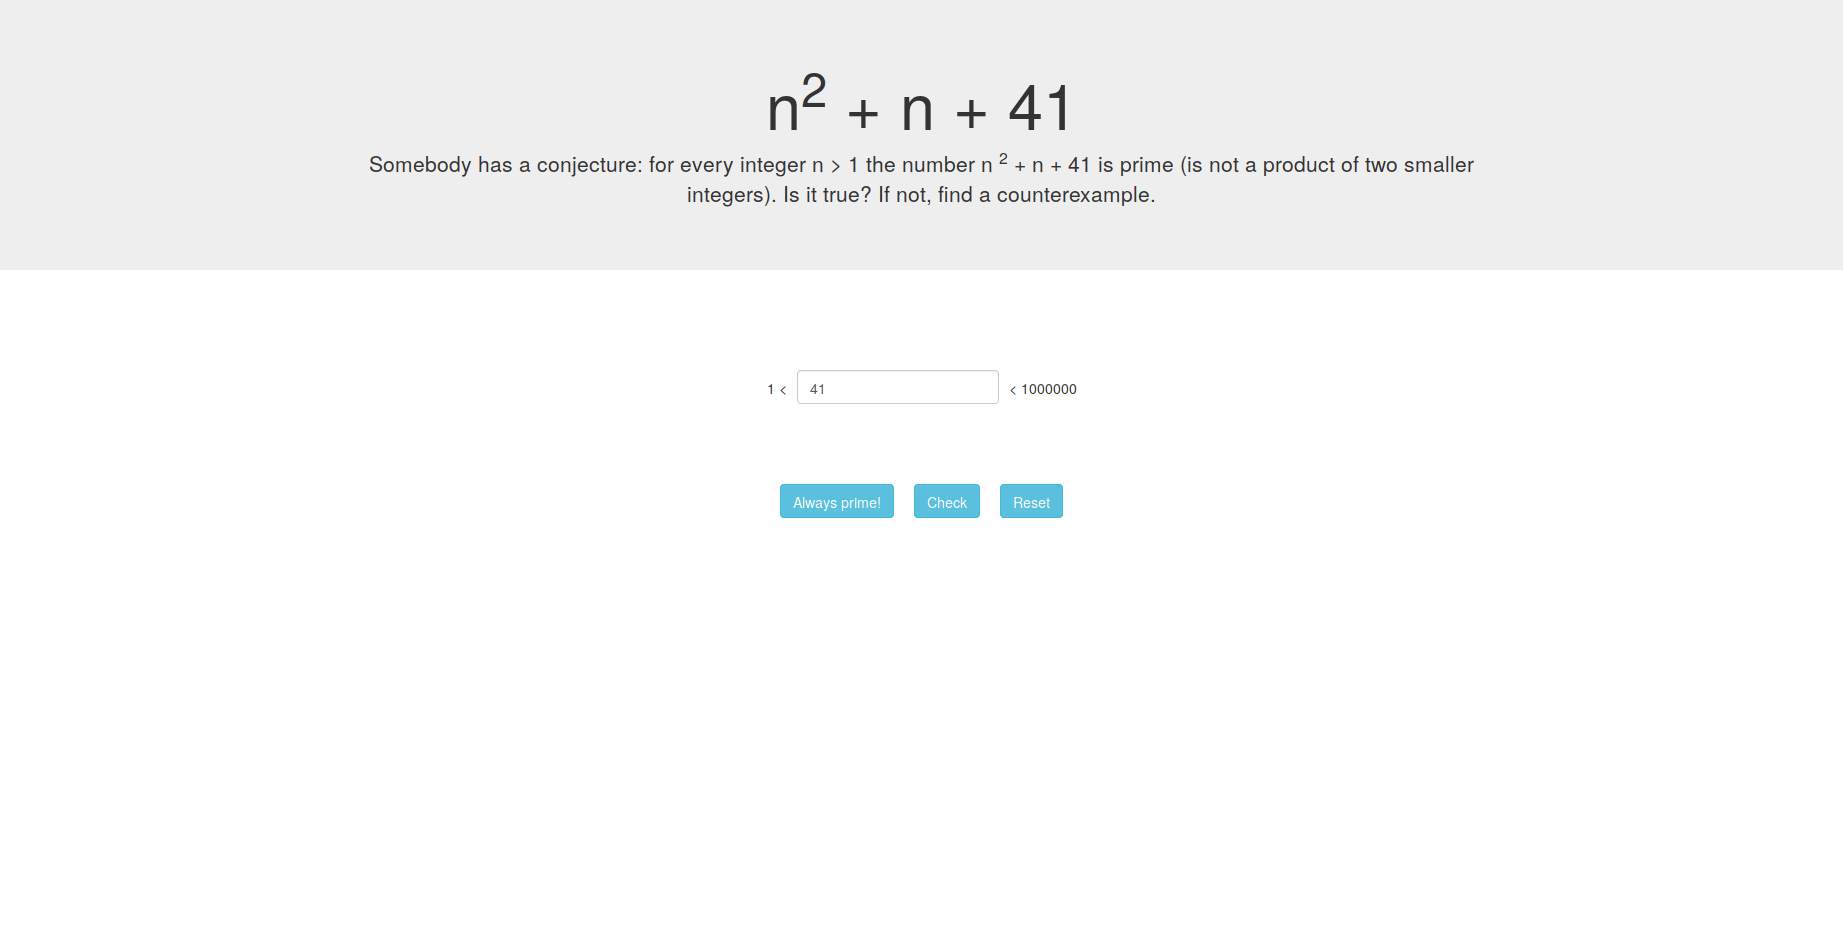 n² + n + 41
Somebody has a conjecture: for every integer n > 1 the number n ² + n + 41 is prime (is not a product of two smaller
integers). Is it true? If not, find a counterexample.
1 < 41 < 1000000
Always prime! Check Reset